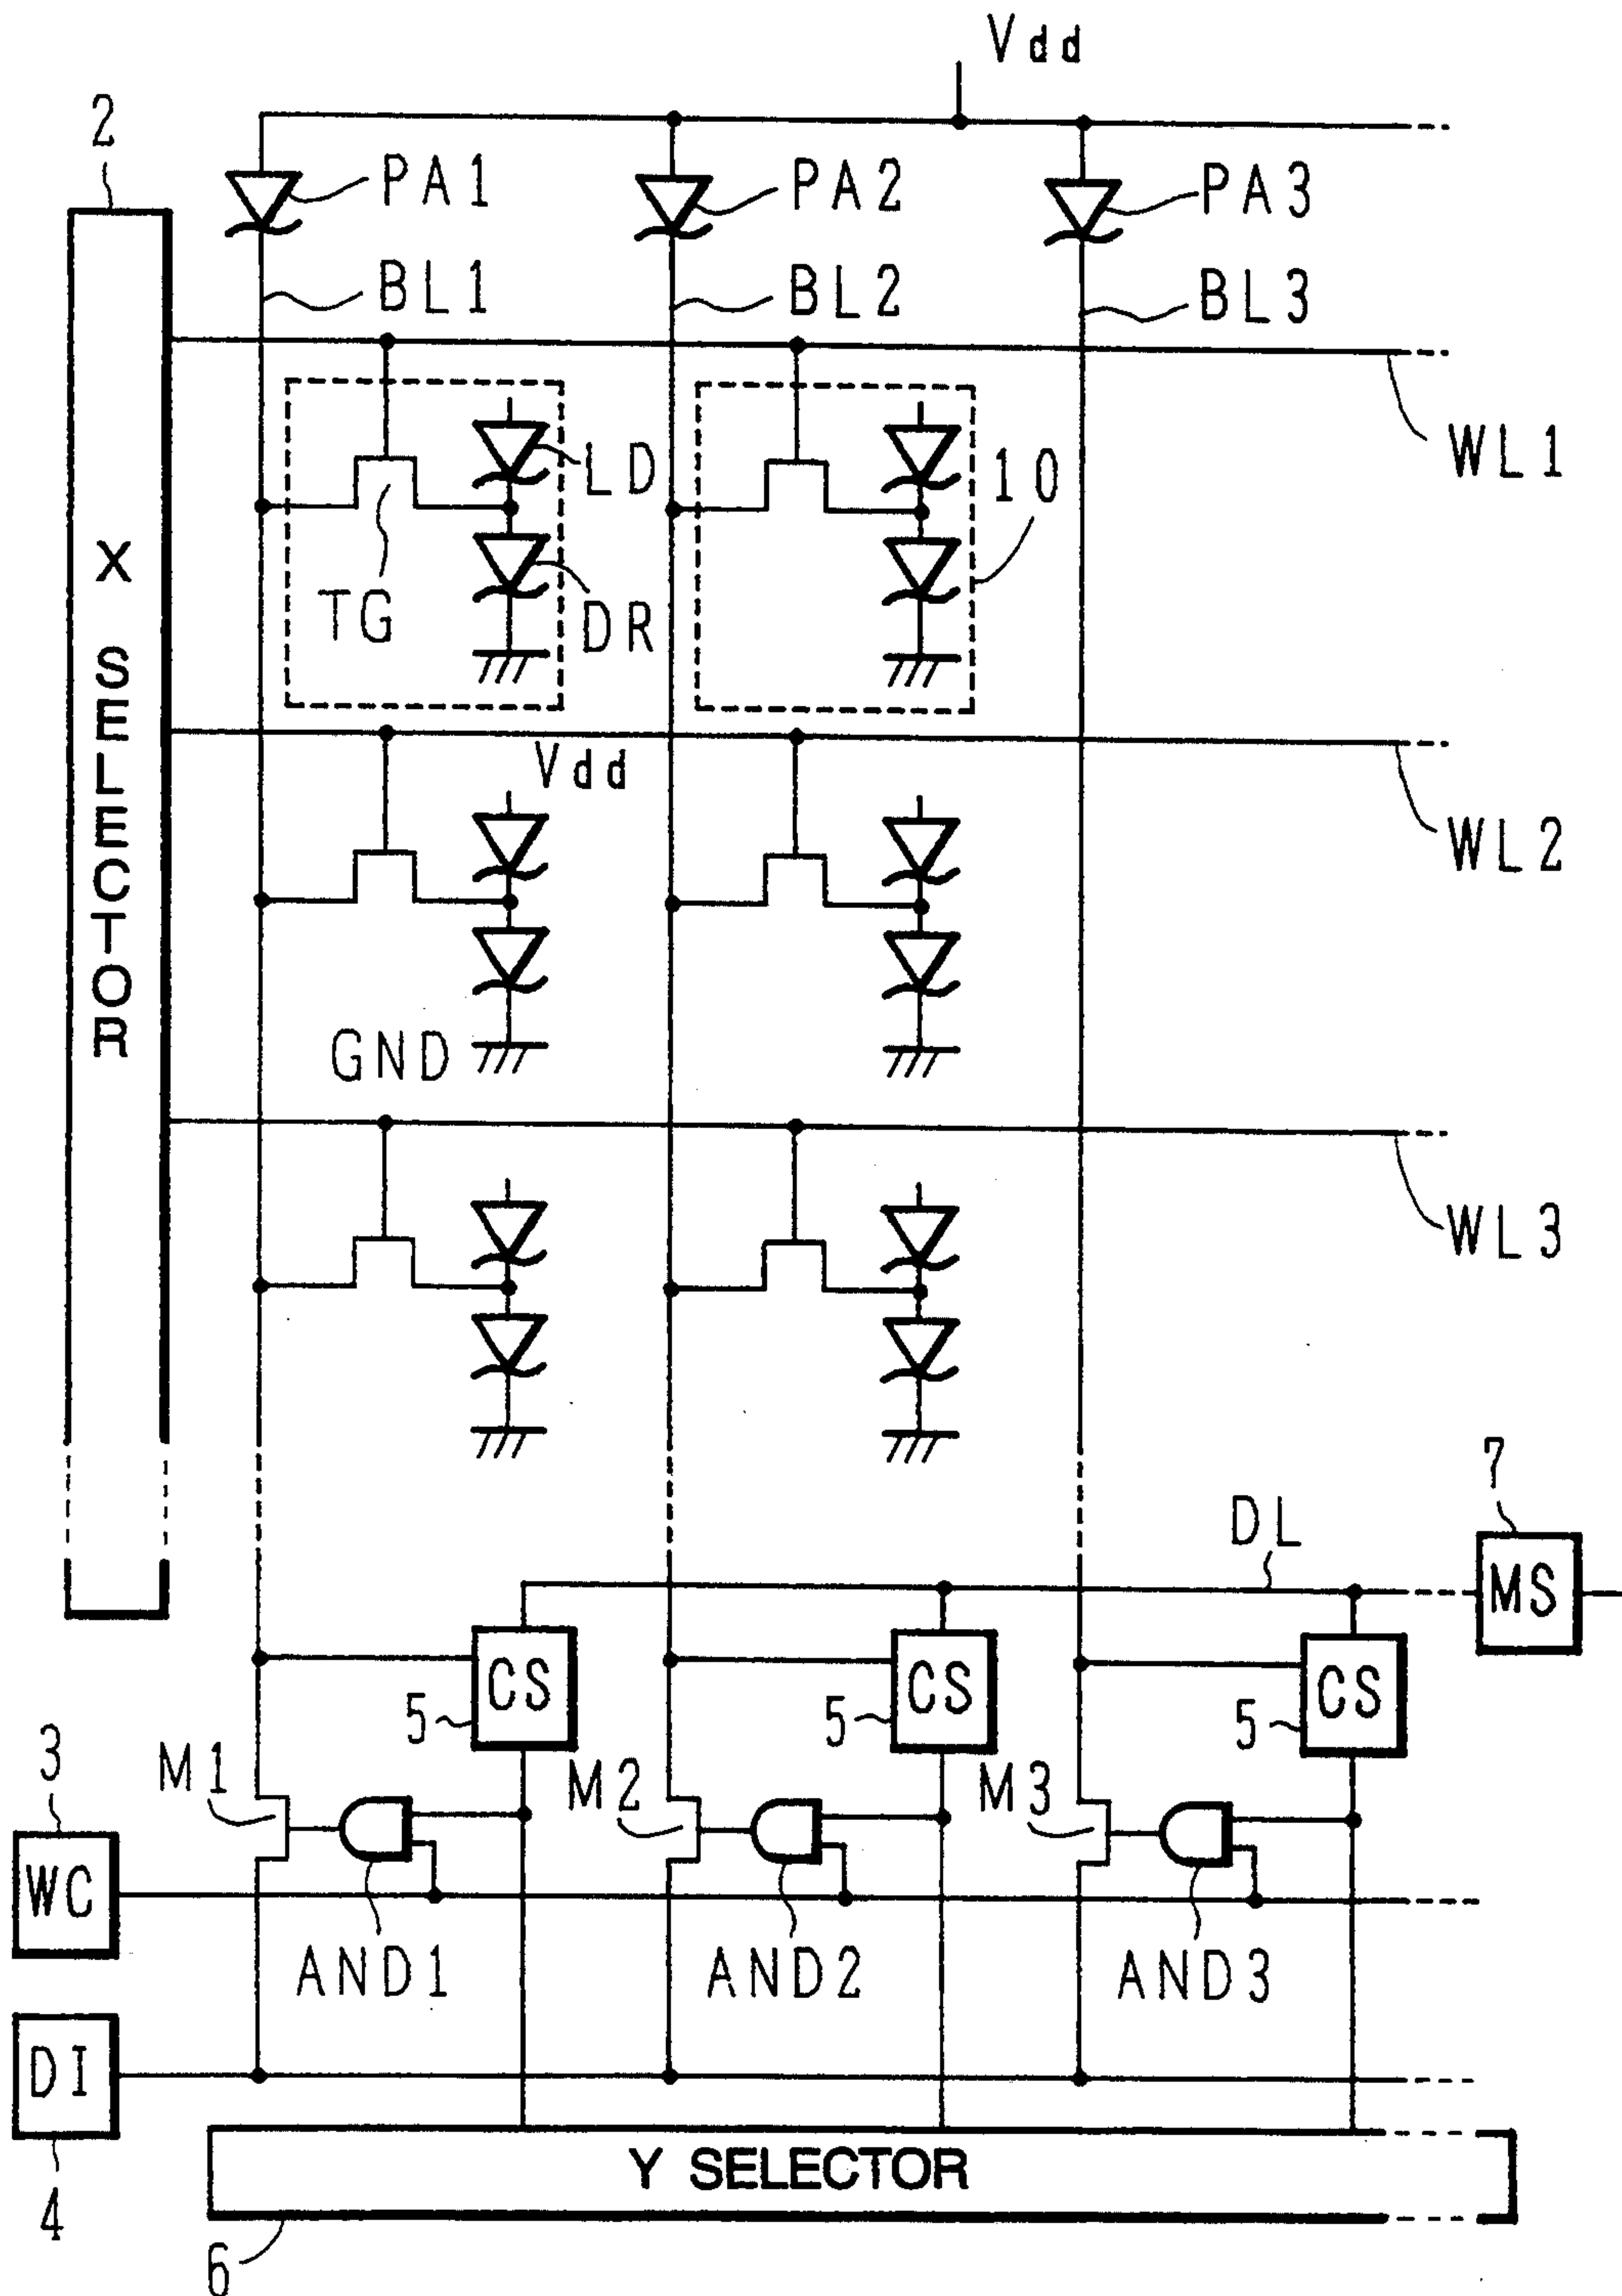 Vdd
2
PA1
PA2
PA3
BL1
BL2
BL3
WL1
LD
10
TG
DR
X SELECTOR
Vdd
WL2
GND
WL3
7
DL
MS
CS
CS
CS
5
5
5
3
M1
M2
M3
WC
AND1
AND2
AND3
DI
4
Y SELECTOR
6